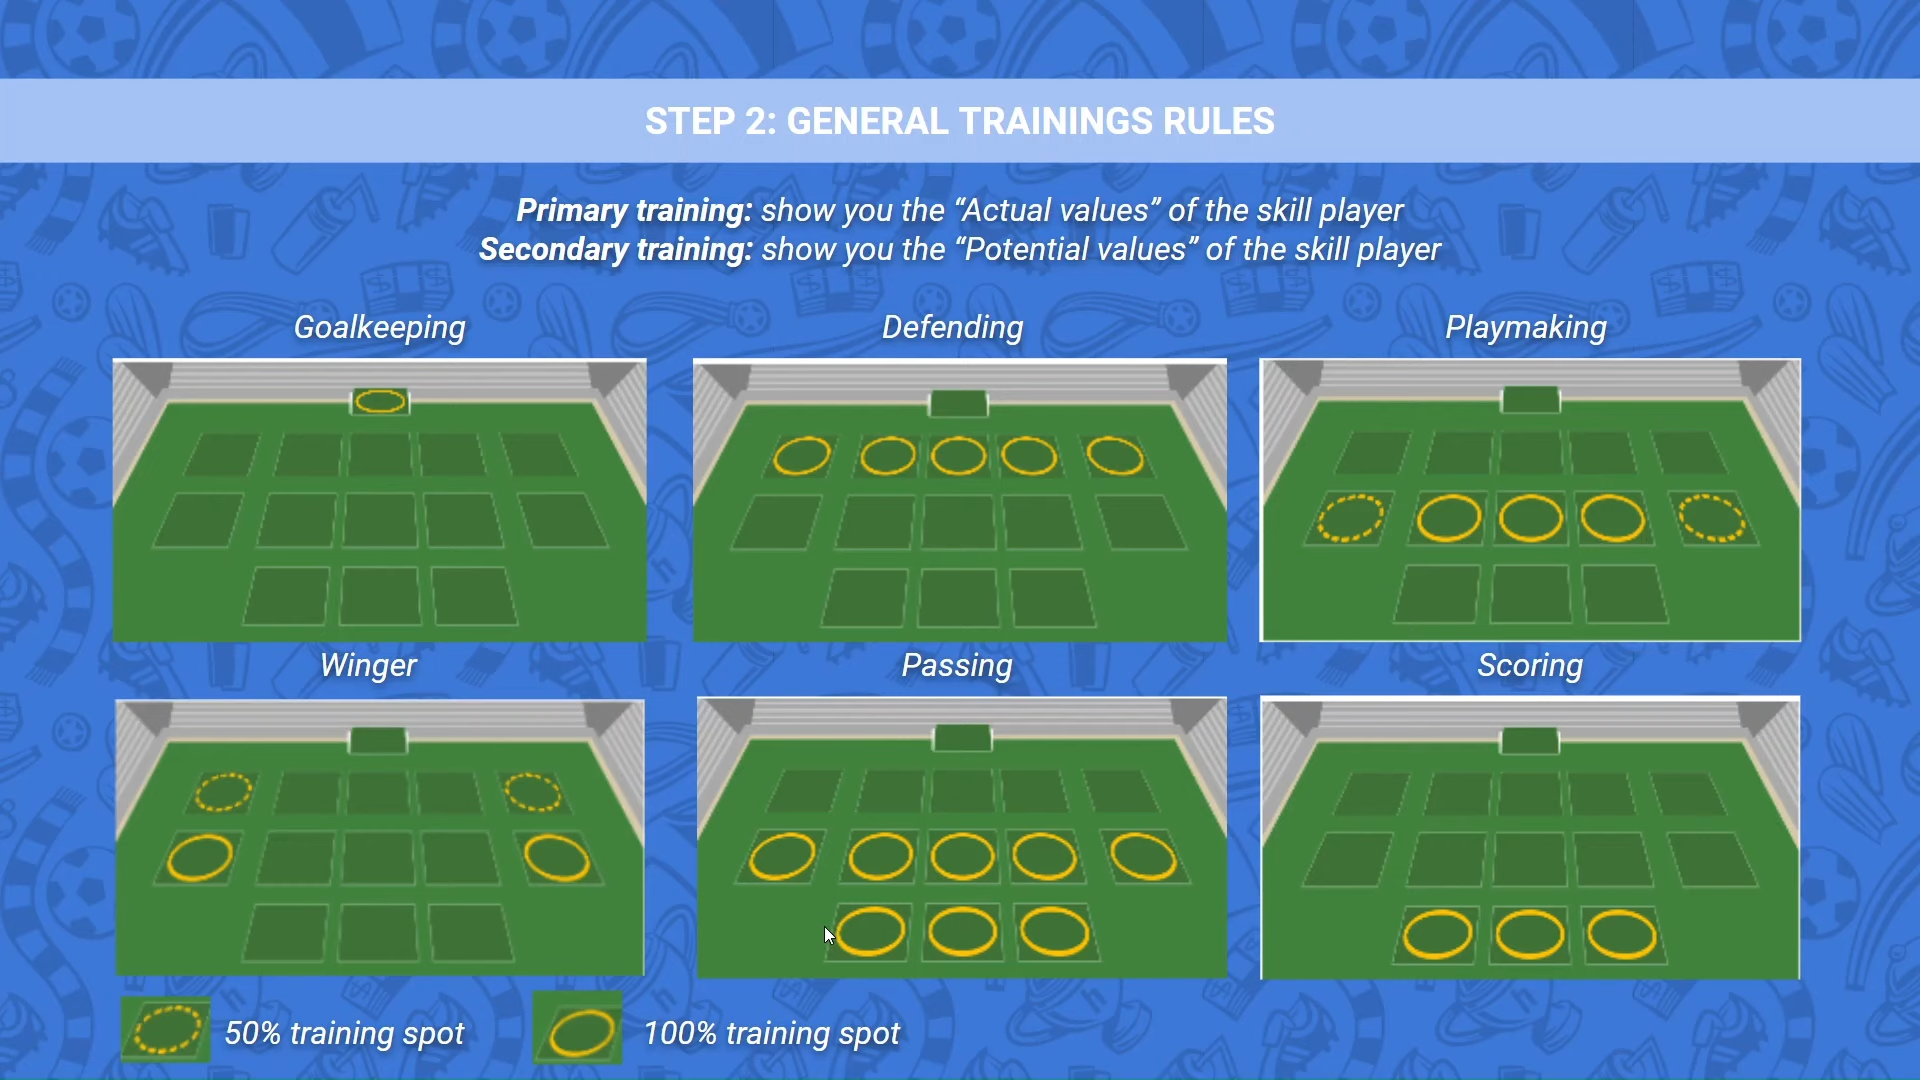 STEP 2: GENERAL TRAININGS RULES
Primary training: show you the “Actual values” of the skill player
Secondary training: show you the “Potential values” of the skill player
Goalkeeping
Defending
Playmaking
Winger
Passing
Scoring
50% training spot
100% training spot